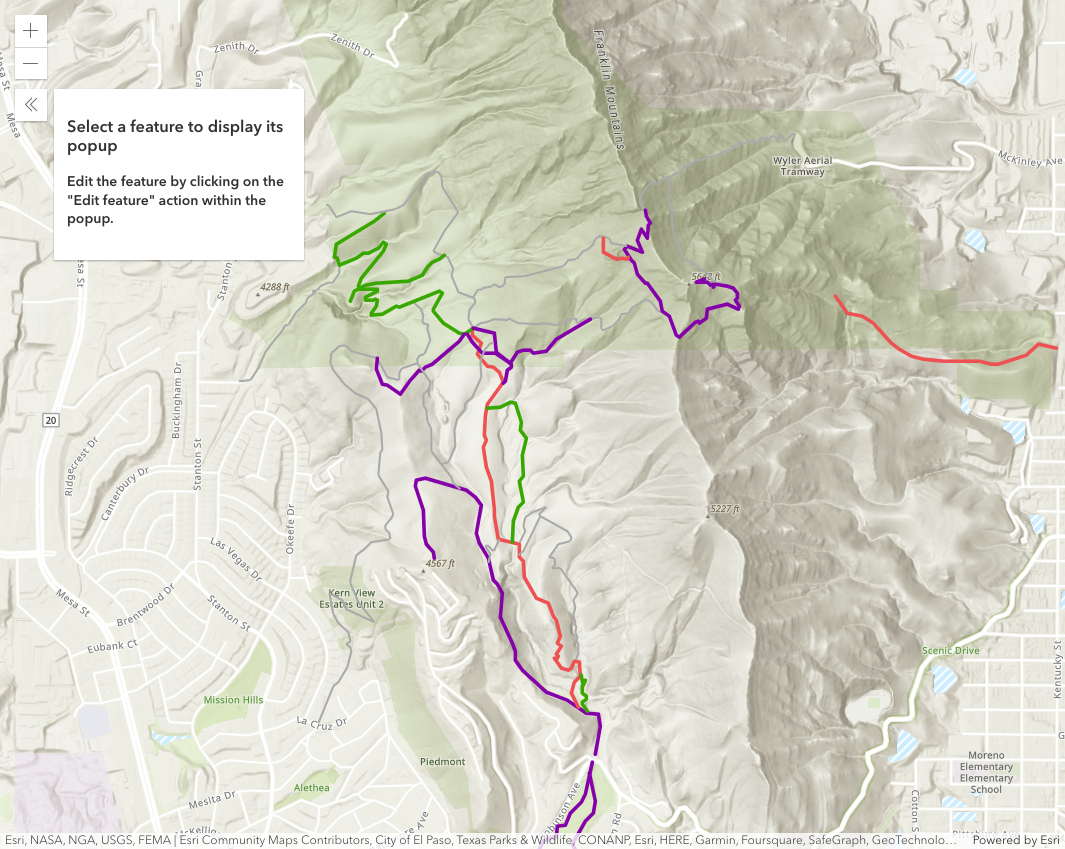 Zenith Dr
Zenith Dr
Franklin Mountains
Mesa
Select a feature to display its
popup
Edit the feature by clicking on the
"Edit feature" action within the
popup.
McKinley Ave
Wyler Aerial
Tramway
Stanton
4288 ft
Buckingham Dr
20
Ridgecrest Dr
Canterbury Dr
Stanton St
Okeefe Dr
5227 ft
Las Vegas Dr
4567 ft
Mesa St
Brentwood Dr
Stanton St
Kern View
Estates Unit 2
Eubank Ct
Scenic Drive
Kentucky St
Mission Hills
La Cruz Dr
Piedmont
Moreno
Elementary
Elementary
School
Alethea
Mesita Dr
Esri, NASA, NGA, USGS, FEMA | Esri Community Maps Contributors, City of El Paso, Texas Parks & Wildlife, CONANP, Esri, HERE, Garmin, Foursquare, SafeGraph, GeoTechnolo…
Powered by Esri